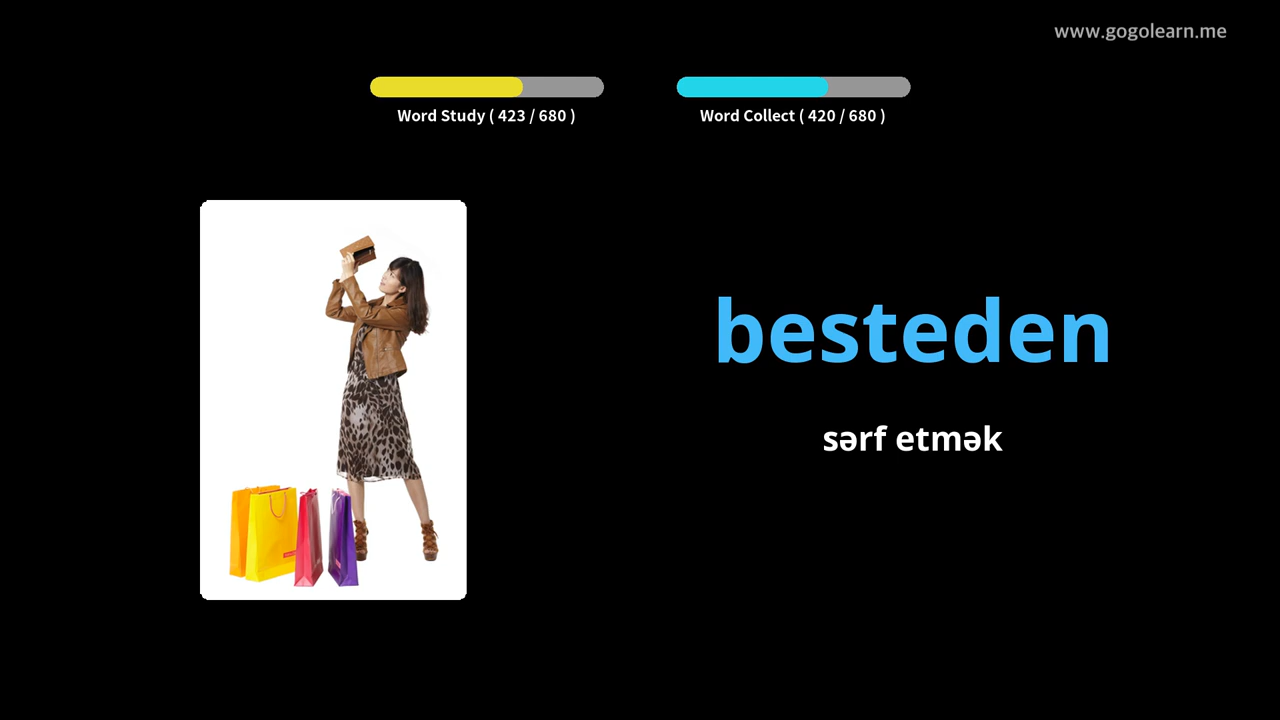 www.gogolearn.me
Word Study ( 423 / 680 )
Word Collect ( 420 / 680 )
besteden
sərf etmək